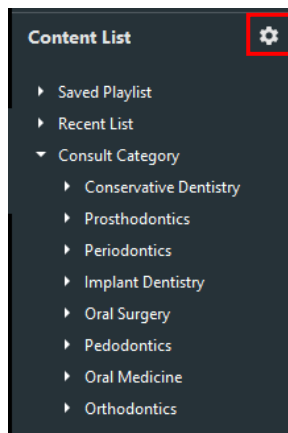 Content List
Saved Playlist
Recent List
Consult Category
Conservative Dentistry
Prosthodontics
Periodontics
Implant Dentistry
Oral Surgery
Pedodontics
Oral Medicine
Orthodontics